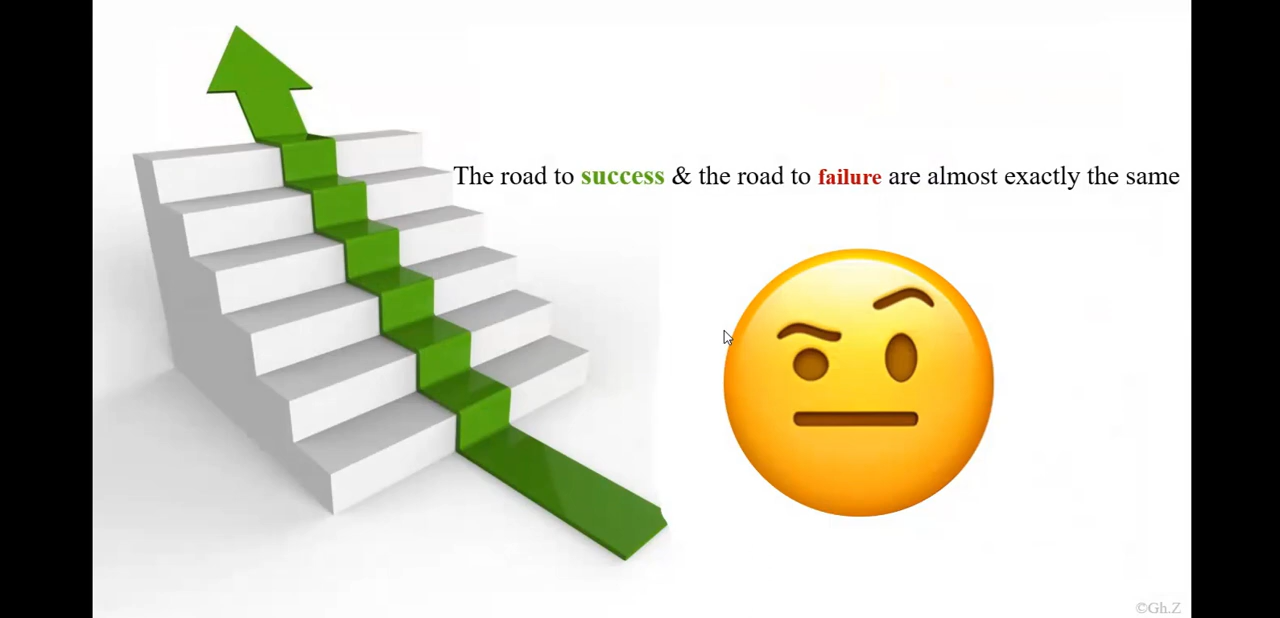 The road to success & the road to failure are almost exactly the same
©Gh.Z